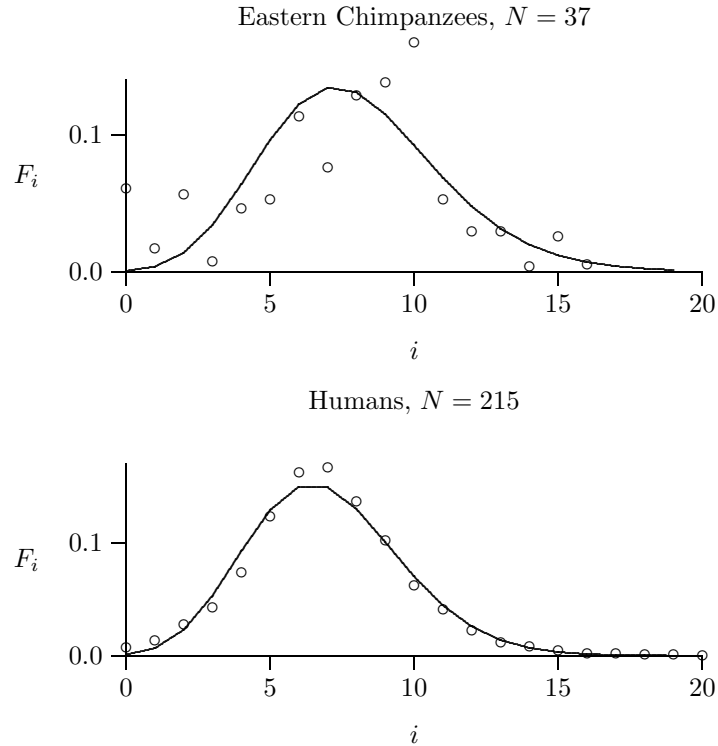 Eastern Chimpanzees, N = 37
0.1
F_i
0.0
0 5 10 15 20
i
Humans, N = 215
0.1
F_i
0.0
0 5 10 15 20
i